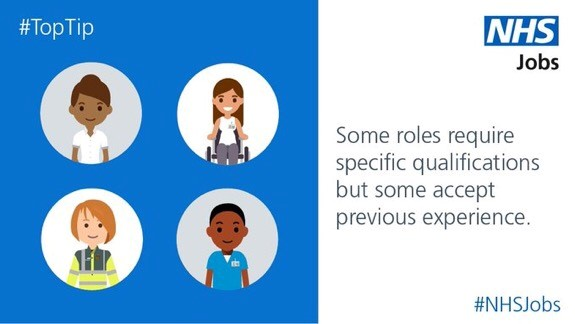 #TopTip
NHS
Jobs
Some roles require
specific qualifications
but some accept
previous experience.
#NHSJobs